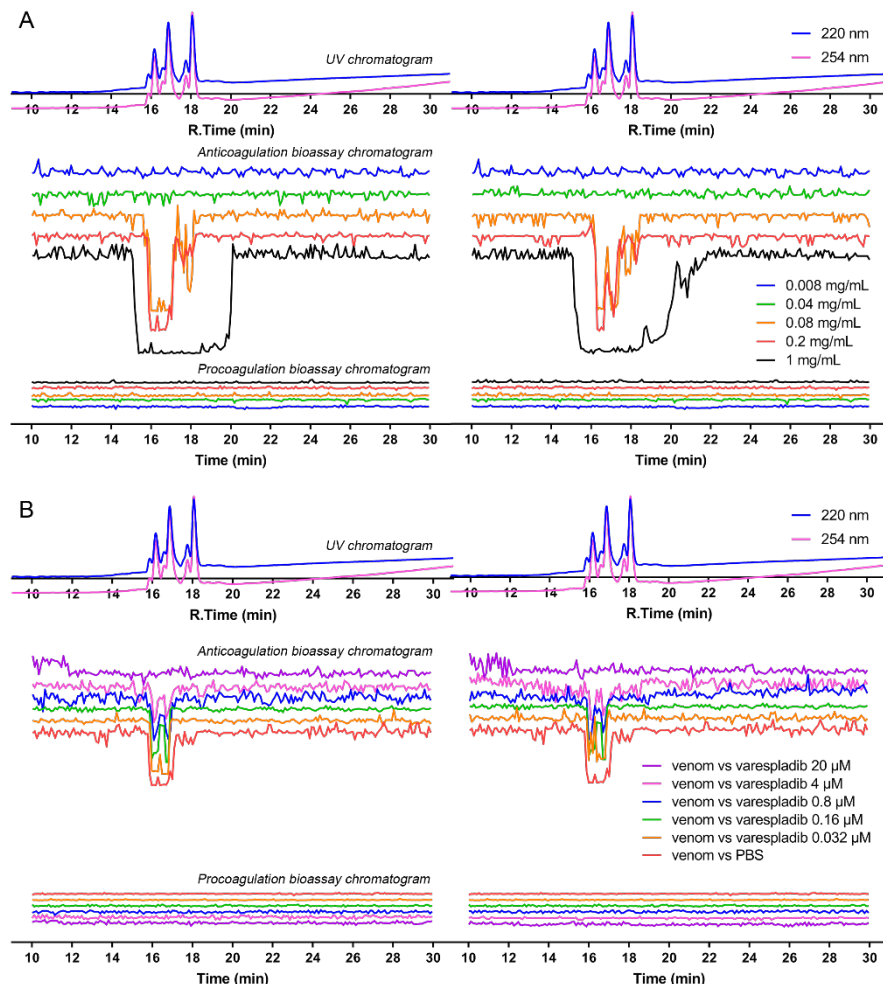 A
UV chromatogram
220 nm
254 nm
10 12 14 16 18 20 22 24 26 28 30
10 12 14 16 18 20 22 24 26 28 30
R.Time (min)
R.Time (min)
Anticoagulation bioassay chromatogram
0.008 mg/mL
0.04 mg/mL
0.08 mg/mL
0.2 mg/mL
1 mg/mL
Procoagulation bioassay chromatogram
10 12 14 16 18 20 22 24 26 28 30
10 12 14 16 18 20 22 24 26 28 30
Time (min)
Time (min)
B
UV chromatogram
220 nm
254 nm
10 12 14 16 18 20 22 24 26 28 30
10 12 14 16 18 20 22 24 26 28 30
R.Time (min)
R.Time (min)
Anticoagulation bioassay chromatogram
venom vs varespladib 20 µM
venom vs varespladib 4 µM
venom vs varespladib 0.8 µM
venom vs varespladib 0.16 µM
venom vs varespladib 0.032 µM
venom vs PBS
Procoagulation bioassay chromatogram
10 12 14 16 18 20 22 24 26 28 30
10 12 14 16 18 20 22 24 26 28 30
Time (min)
Time (min)